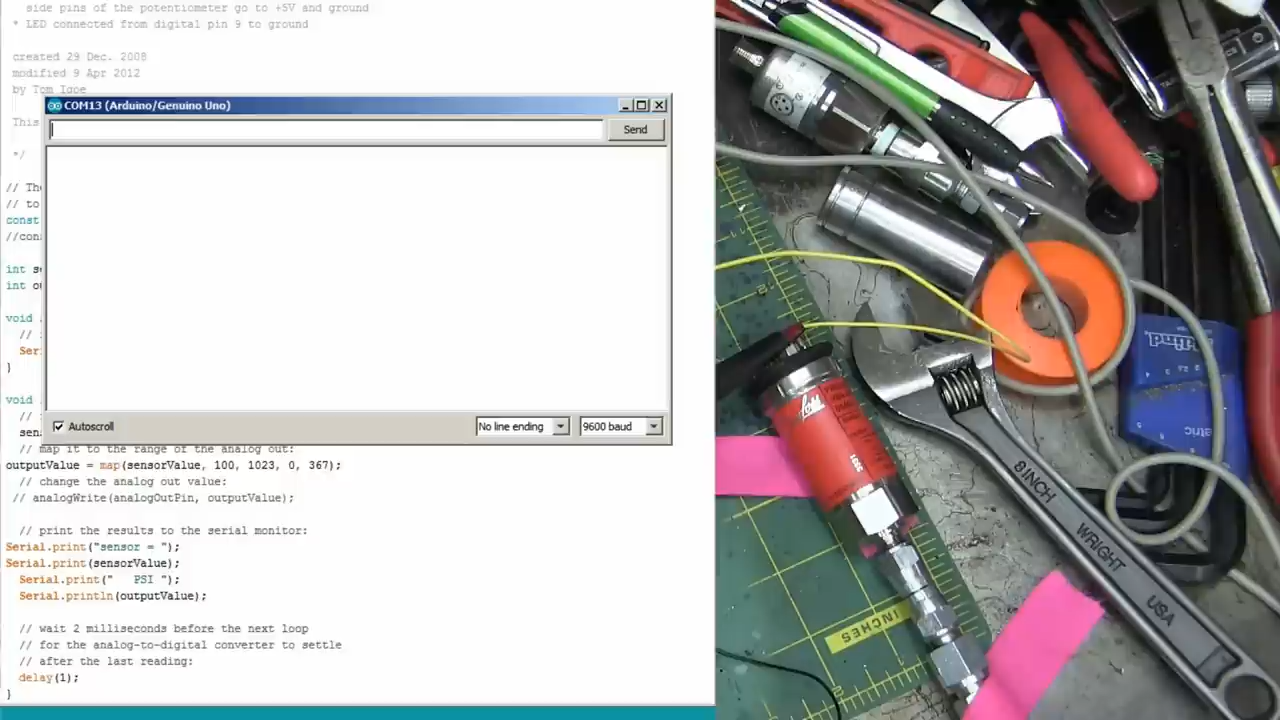 side pins of the potentiometer go to +5V and ground
* LED connected from digital pin 9 to ground
created 29 Dec. 2008
modified 9 Apr 2012
by Tom Igoe
This
*/
// The
// to
const
//con
int se
int ou
void
//
Ser
}
void
//
sens
// map it to the range of the analog out:
outputValue = map(sensorValue, 100, 1023, 0, 367);
// change the analog out value:
// analogWrite(analogOutPin, outputValue);
// print the results to the serial monitor:
Serial.print("sensor = ");
Serial.print(sensorValue);
Serial.print("   PSI ");
Serial.println(outputValue);
// wait 2 milliseconds before the next loop
// for the analog-to-digital converter to settle
// after the last reading:
delay(1);
}
COM13 (Arduino/Genuino Uno)
Send
Autoscroll
No line ending
9600 baud
8 INCH
WRIGHT
USA
INCHES